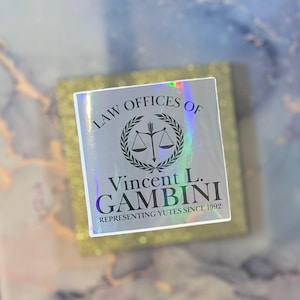 LAW OFFICES OF
Vincent L.
GAMBINI
REPRESENTING YUTES SINCE 1992